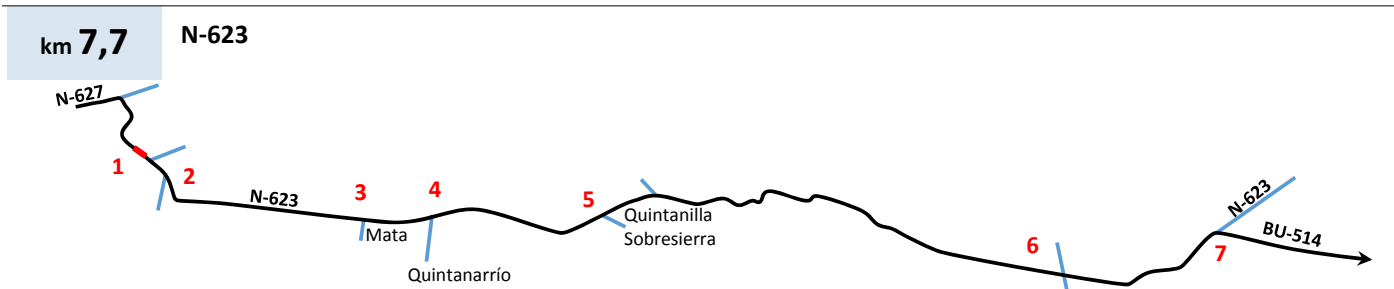 km 7,7
N-623
N-627
1
2
N-623
3
Mata
4
Quintanarrío
5
Quintanilla
Sobresierra
6
N-623
7
BU-514